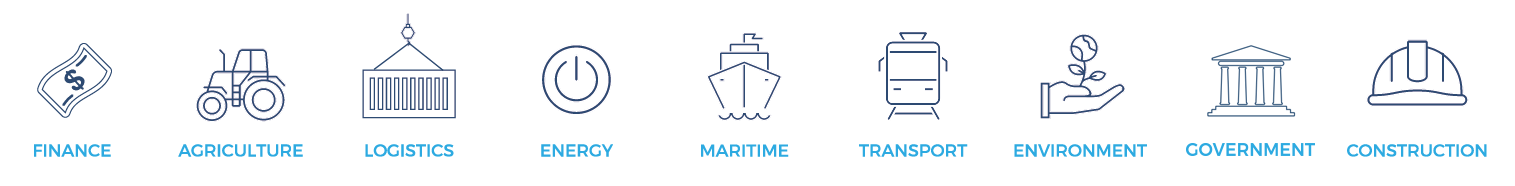 $
FINANCE
AGRICULTURE
LOGISTICS
ENERGY
MARITIME
TRANSPORT
ENVIRONMENT
GOVERNMENT
CONSTRUCTION